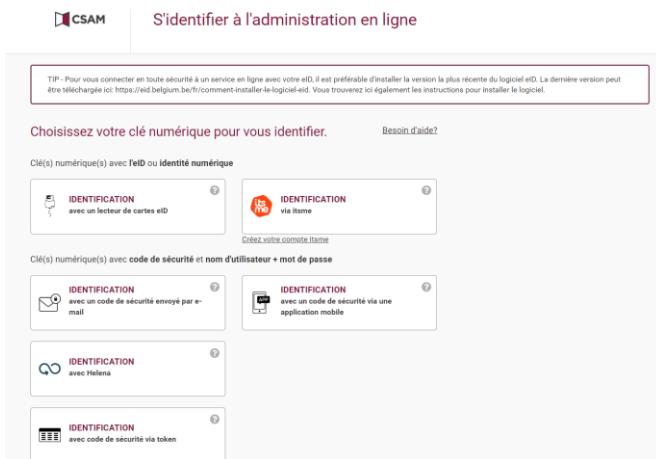 CSAM
S'identifier à l'administration en ligne
TIP - Pour vous connecter en toute sécurité à un service en ligne avec votre eID, il est préférable d'installer la version la plus récente du logiciel eID. La dernière version peut
être téléchargée ici: https://eid.belgium.be/fr/comment-installer-le-logiciel-eid. Vous trouverez ici également les instructions pour installer le logiciel.
Choisissez votre clé numérique pour vous identifier.
Besoin d'aide?
Clé(s) numérique(s) avec l'eID ou identité numérique
IDENTIFICATION
avec un lecteur de cartes eID
?
itsme
IDENTIFICATION
via itsme
?
Créez votre compte itsme
Clé(s) numérique(s) avec code de sécurité et nom d'utilisateur + mot de passe
IDENTIFICATION
avec un code de sécurité envoyé par e-
mail
?
APP
IDENTIFICATION
avec un code de sécurité via une
application mobile
?
IDENTIFICATION
avec Helena
?
IDENTIFICATION
avec code de sécurité via token
?